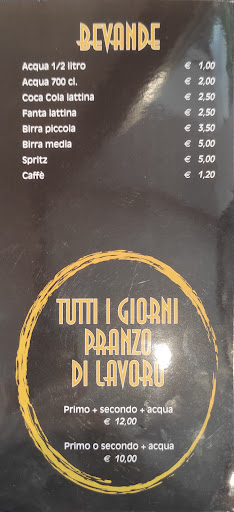 BEVANDE
Acqua 1/2 litro € 1,00
Acqua 700 cl. € 2,00
Coca Cola lattina € 2,50
Fanta lattina € 2,50
Birra piccola € 3,50
Birra media € 5,00
Spritz € 5,00
Caffè € 1,20
TUTTI I GIORNI
PRANZO
DI LAVORO
Primo + secondo + acqua
€ 12,00
Primo o secondo + acqua
€ 10,00